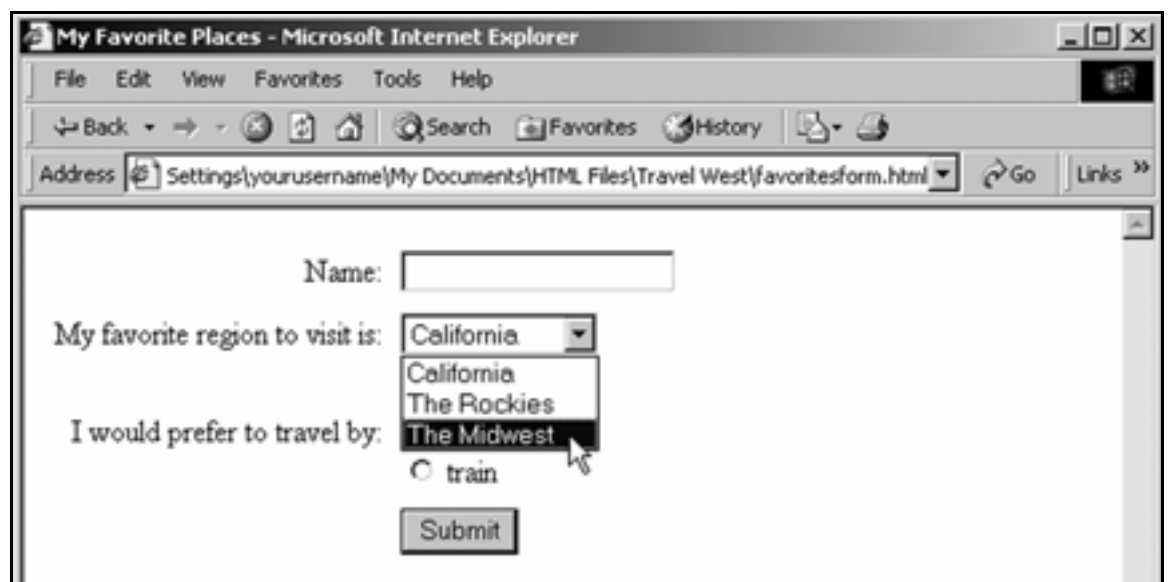 My Favorite Places - Microsoft Internet Explorer
File Edit View Favorites Tools Help
Back Search Favorites History
Address Settings\yourusername\My Documents\HTML Files\Travel West\favoritesform.html Go Links »
Name:
My favorite region to visit is: California
California
The Rockies
I would prefer to travel by: The Midwest
train
Submit